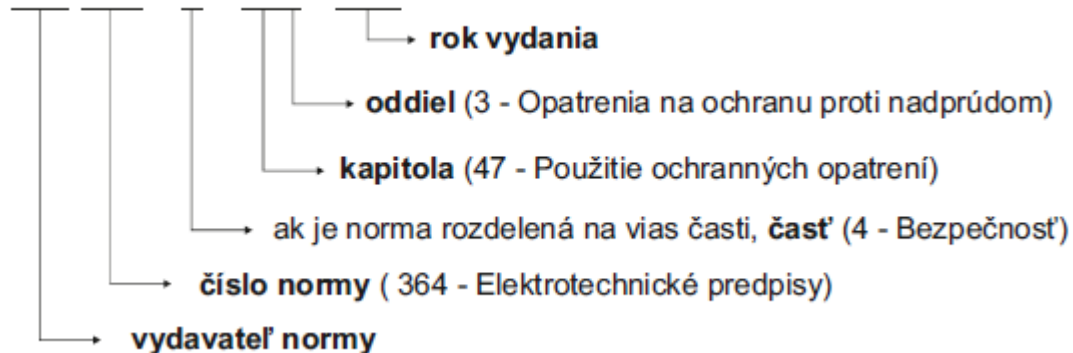 rok vydania
oddiel (3 - Opatrenia na ochranu proti nadprúdom)
kapitola (47 - Použitie ochranných opatrení)
ak je norma rozdelená na vias časti, časť (4 - Bezpečnosť)
číslo normy ( 364 - Elektrotechnické predpisy)
vydavateľ normy